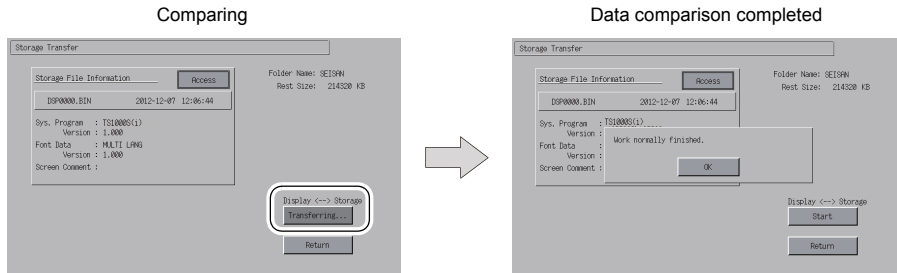 Comparing
Storage Transfer
Storage File Information
Access
DSP0000.BIN 2012-12-07 12:06:44
Sys. Program : TS1000S(i)
Version : 1.000
Font Data : MULTI LANG
Version : 1.000
Screen Comment :
Folder Name: SEISAN
Rest Size: 214320 KB
Display <--> Storage
Transferring...
Return
Data comparison completed
Storage Transfer
Storage File Information
Access
DSP0000.BIN 2012-12-07 12:06:44
Sys. Program : TS1000S(i)
Version :
Font Data :
Version :
Screen Comment :
Work normally finished.
OK
Folder Name: SEISAN
Rest Size: 214320 KB
Display <--> Storage
Start
Return